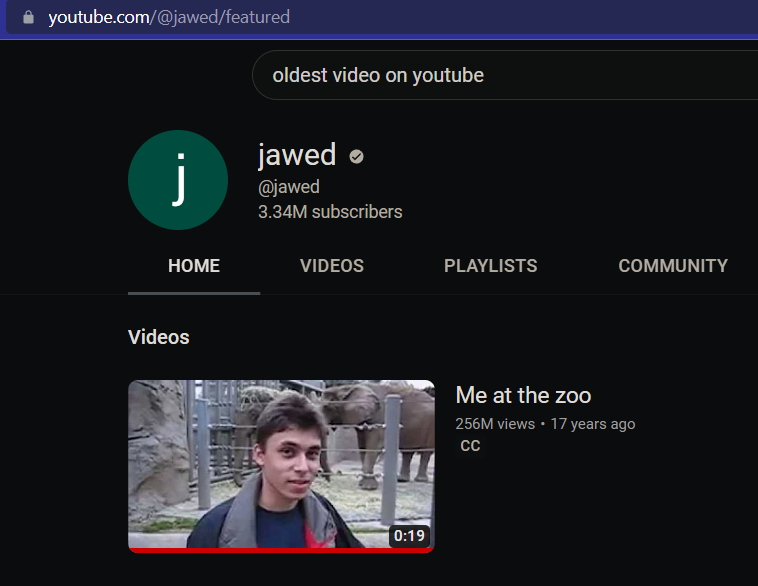 youtube.com/@jawed/featured
oldest video on youtube
j
jawed
@jawed
3.34M subscribers
HOME VIDEOS PLAYLISTS COMMUNITY
Videos
Me at the zoo
256M views • 17 years ago
CC
0:19